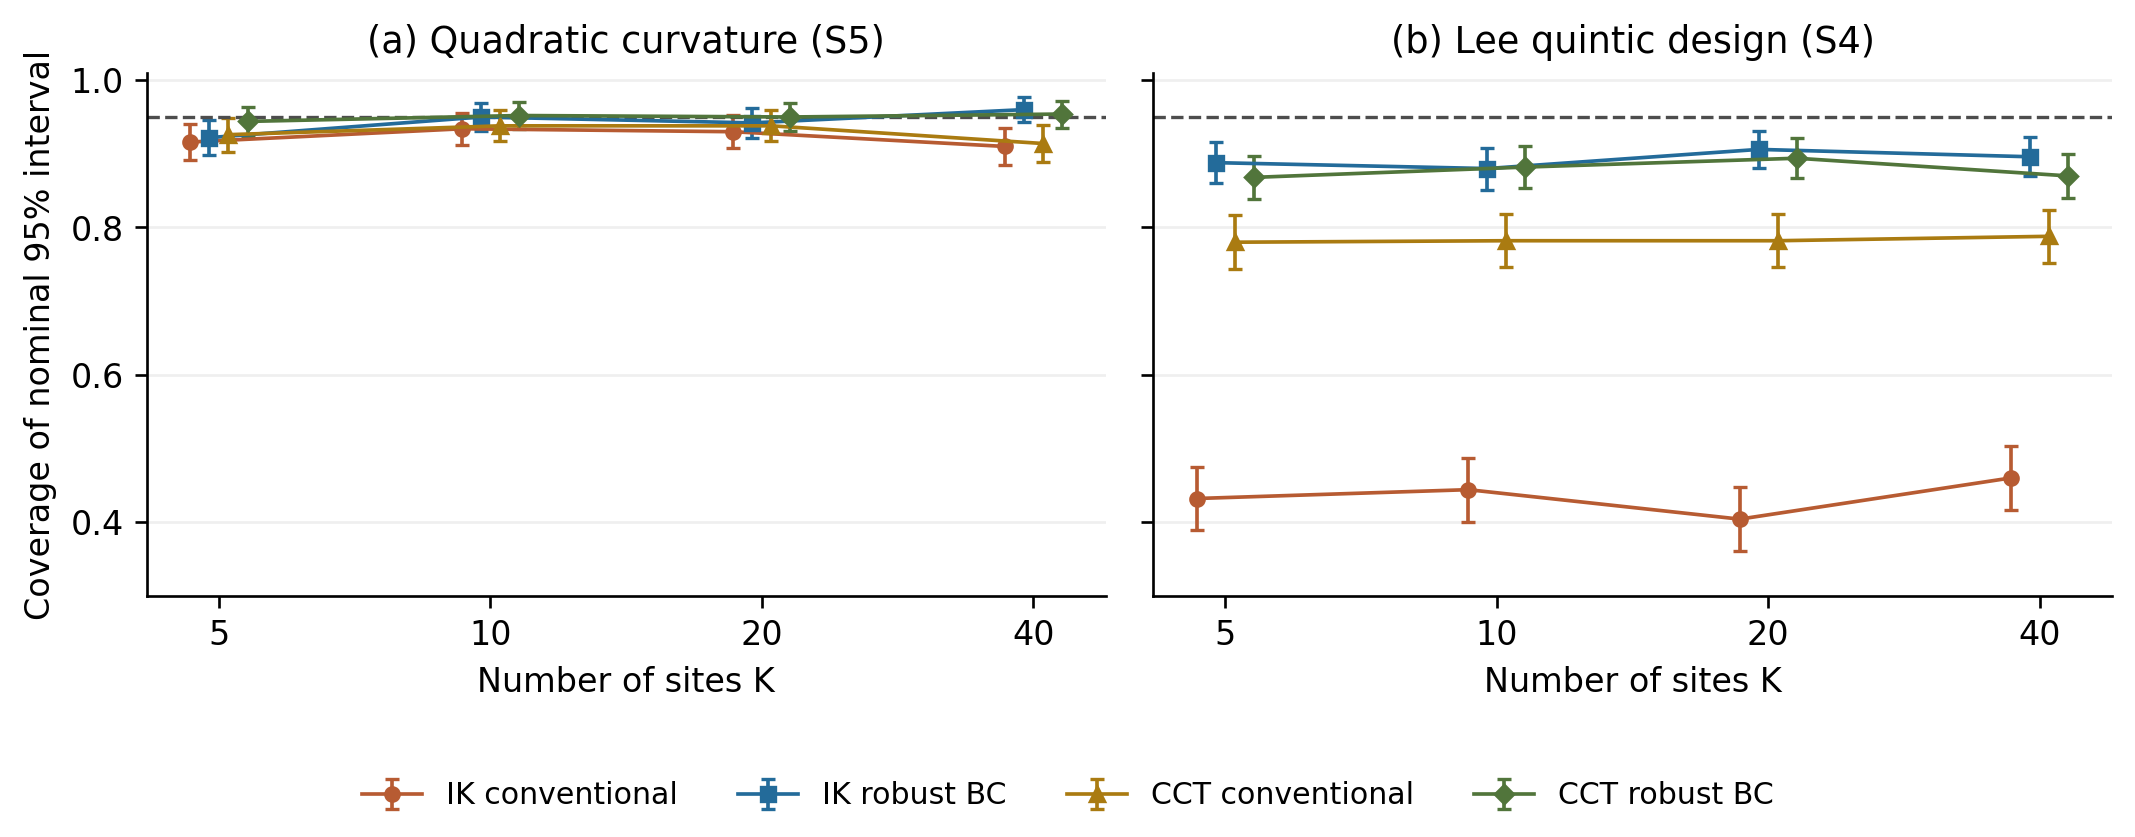 (a) Quadratic curvature (S5)
(b) Lee quintic design (S4)
Coverage of nominal 95% interval
1.0
0.8
0.6
0.4
5 10 20 40
5 10 20 40
Number of sites K
Number of sites K
IK conventional
IK robust BC
CCT conventional
CCT robust BC